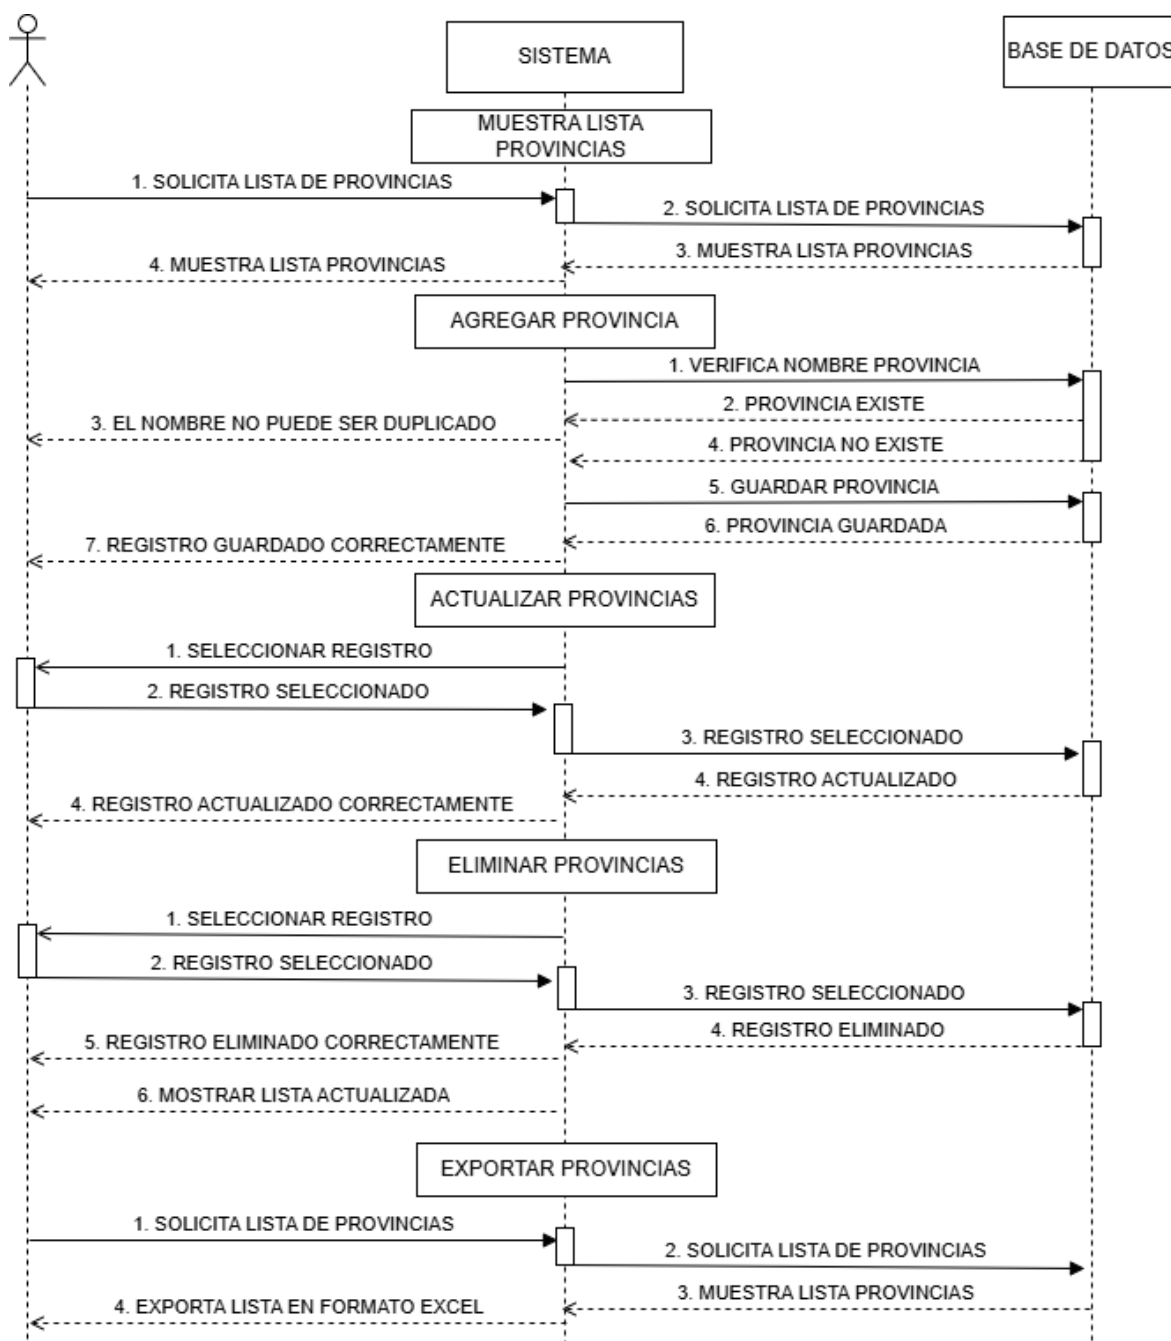 SISTEMA
BASE DE DATOS
MUESTRA LISTA
PROVINCIAS
1. SOLICITA LISTA DE PROVINCIAS
2. SOLICITA LISTA DE PROVINCIAS
3. MUESTRA LISTA PROVINCIAS
4. MUESTRA LISTA PROVINCIAS
AGREGAR PROVINCIA
1. VERIFICA NOMBRE PROVINCIA
2. PROVINCIA EXISTE
3. EL NOMBRE NO PUEDE SER DUPLICADO
4. PROVINCIA NO EXISTE
5. GUARDAR PROVINCIA
6. PROVINCIA GUARDADA
7. REGISTRO GUARDADO CORRECTAMENTE
ACTUALIZAR PROVINCIAS
1. SELECCIONAR REGISTRO
2. REGISTRO SELECCIONADO
3. REGISTRO SELECCIONADO
4. REGISTRO ACTUALIZADO
4. REGISTRO ACTUALIZADO CORRECTAMENTE
ELIMINAR PROVINCIAS
1. SELECCIONAR REGISTRO
2. REGISTRO SELECCIONADO
3. REGISTRO SELECCIONADO
4. REGISTRO ELIMINADO
5. REGISTRO ELIMINADO CORRECTAMENTE
6. MOSTRAR LISTA ACTUALIZADA
EXPORTAR PROVINCIAS
1. SOLICITA LISTA DE PROVINCIAS
2. SOLICITA LISTA DE PROVINCIAS
3. MUESTRA LISTA PROVINCIAS
4. EXPORTA LISTA EN FORMATO EXCEL